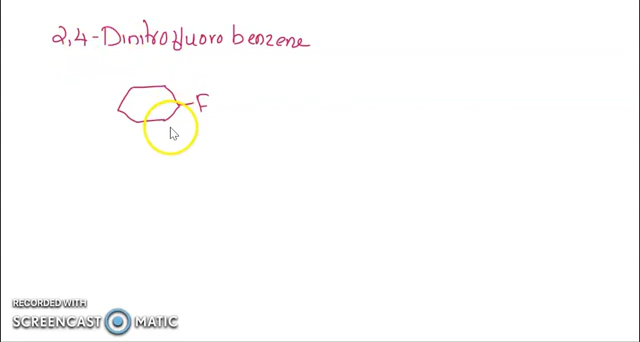 2,4-Dinitrofluoro benzene
F
RECORDED WITH
SCREENCAST MATIC